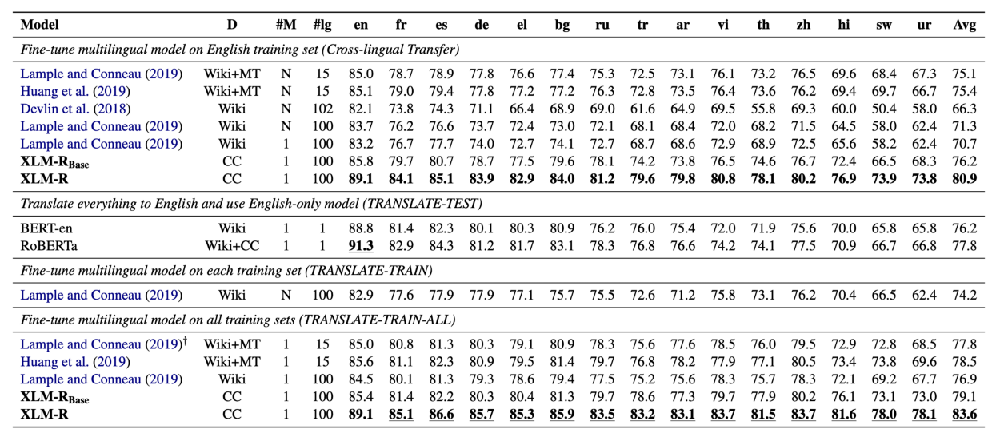 Model D #M #lg en fr es de el bg ru tr ar vi th zh hi sw ur Avg
Fine-tune multilingual model on English training set (Cross-lingual Transfer)
Lample and Conneau (2019) Wiki+MT N 15 85.0 78.7 78.9 77.8 76.6 77.4 75.3 72.5 73.1 76.1 73.2 76.5 69.6 68.4 67.3 75.1
Huang et al. (2019) Wiki+MT N 15 85.1 79.0 79.4 77.8 77.2 77.2 76.3 72.8 73.5 76.4 73.6 76.2 69.4 69.7 66.7 75.4
Devlin et al. (2018) Wiki N 102 82.1 73.8 74.3 71.1 66.4 68.9 69.0 61.6 64.9 69.5 55.8 69.3 60.0 50.4 58.0 66.3
Lample and Conneau (2019) Wiki N 100 83.7 76.2 76.6 73.7 72.4 73.0 72.1 68.1 68.4 72.0 68.2 71.5 64.5 58.0 62.4 71.3
Lample and Conneau (2019) Wiki 1 100 83.2 76.7 77.7 74.0 72.7 74.1 72.7 68.7 68.6 72.9 68.9 72.5 65.6 58.2 62.4 70.7
XLM-RBase CC 1 100 85.8 79.7 80.7 78.7 77.5 79.6 78.1 74.2 73.8 76.5 74.6 76.7 72.4 66.5 68.3 76.2
XLM-R CC 1 100 89.1 84.1 85.1 83.9 82.9 84.0 81.2 79.6 79.8 80.8 78.1 80.2 76.9 73.9 73.8 80.9
Translate everything to English and use English-only model (TRANSLATE-TEST)
BERT-en Wiki 1 1 88.8 81.4 82.3 80.1 80.3 80.9 76.2 76.0 75.4 72.0 71.9 75.6 70.0 65.8 65.8 76.2
RoBERTa Wiki+CC 1 1 91.3 82.9 84.3 81.2 81.7 83.1 78.3 76.8 76.6 74.2 74.1 77.5 70.9 66.7 66.8 77.8
Fine-tune multilingual model on each training set (TRANSLATE-TRAIN)
Lample and Conneau (2019) Wiki N 100 82.9 77.6 77.9 77.9 77.1 75.7 75.5 72.6 71.2 75.8 73.1 76.2 70.4 66.5 62.4 74.2
Fine-tune multilingual model on all training sets (TRANSLATE-TRAIN-ALL)
Lample and Conneau (2019)† Wiki+MT 1 15 85.0 80.8 81.3 80.3 79.1 80.9 78.3 75.6 77.6 78.5 76.0 79.5 72.9 72.8 68.5 77.8
Huang et al. (2019) Wiki+MT 1 15 85.6 81.1 82.3 80.9 79.5 81.4 79.7 76.8 78.2 77.9 77.1 80.5 73.4 73.8 69.6 78.5
Lample and Conneau (2019) Wiki 1 100 84.5 80.1 81.3 79.3 78.6 79.4 77.5 75.2 75.6 78.3 75.7 78.3 72.1 69.2 67.7 76.9
XLM-RBase CC 1 100 85.4 81.4 82.2 80.3 80.4 81.3 79.7 78.6 77.3 79.7 77.9 80.2 76.1 73.1 73.0 79.1
XLM-R CC 1 100 89.1 85.1 86.6 85.7 85.3 85.9 83.5 83.2 83.1 83.7 81.5 83.7 81.6 78.0 78.1 83.6